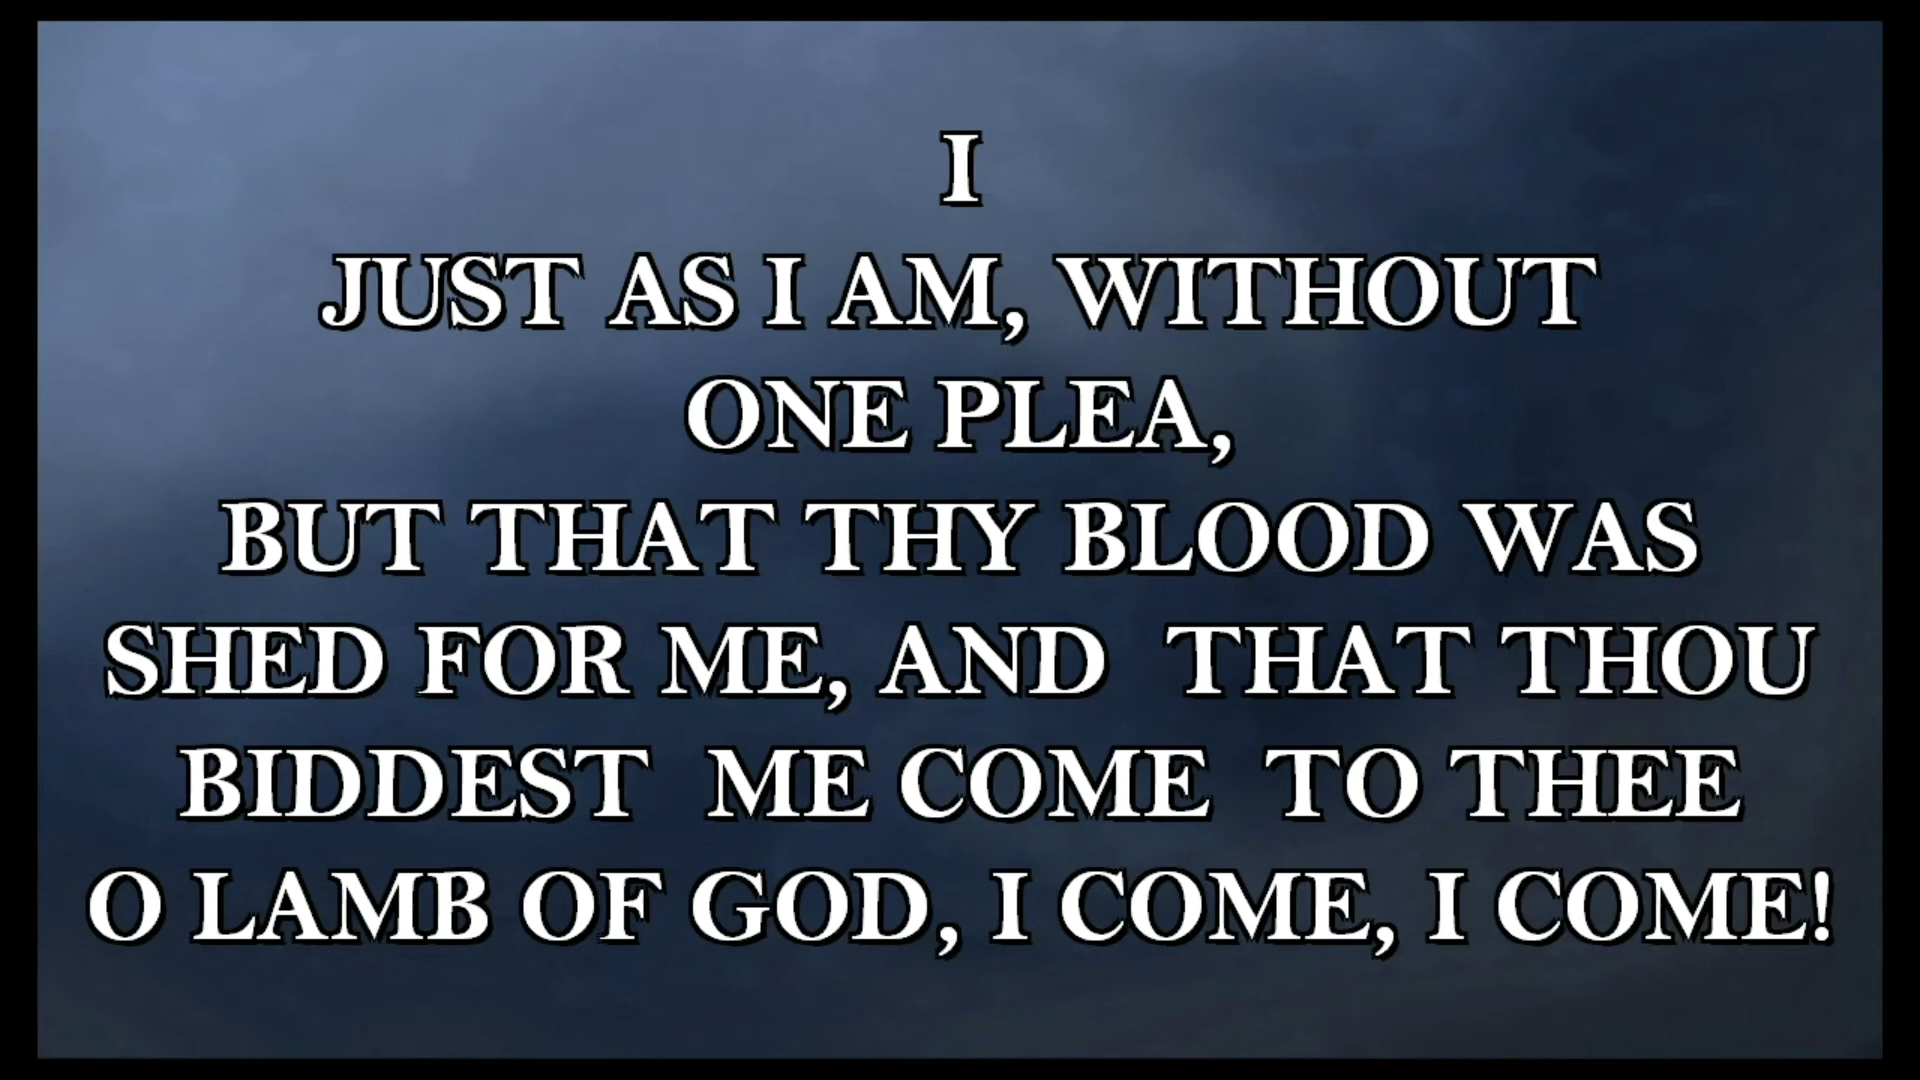 I
JUST AS I AM, WITHOUT
ONE PLEA,
BUT THAT THY BLOOD WAS
SHED FOR ME, AND THAT THOU
BIDDEST ME COME TO THEE
O LAMB OF GOD, I COME, I COME!